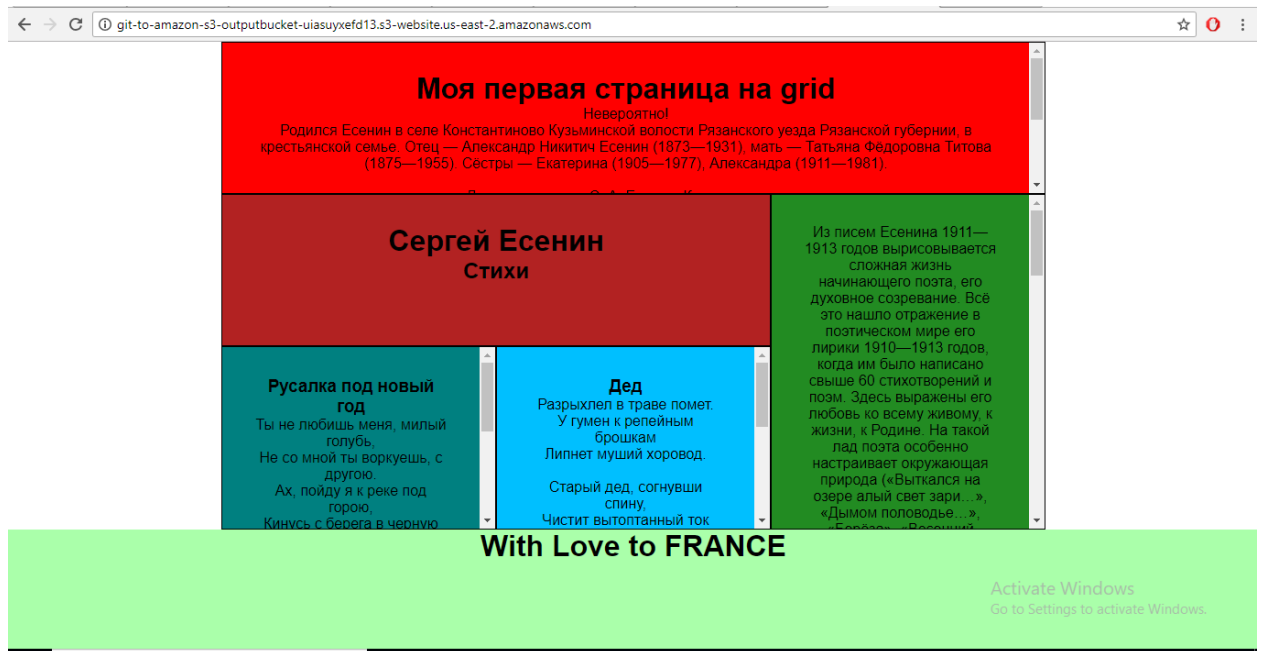 git-to-amazon-s3-outputbucket-uiasuyxefd13.s3-website.us-east-2.amazonaws.com
Моя первая страница на grid
Невероятно!
Родился Есенин в селе Константиново Кузьминской волости Рязанского уезда Рязанской губернии, в
крестьянской семье. Отец — Александр Никитич Есенин (1873—1931), мать — Татьяна Фёдоровна Титова
(1875—1955). Сёстры — Екатерина (1905—1977), Александра (1911—1981).
Сергей Есенин
Стихи
Русалка под новый
год
Ты не любишь меня, милый
голубь,
Не со мной ты воркуешь, с
другою.
Ах, пойду я к реке под
горою,
Кинусь с берега в черную
Дед
Разрыхлел в траве помет.
У гумен к репейным
брошкам
Липнет муший хоровод.
Старый дед, согнувши
спину,
Чистит вытоптанный ток
Из писем Есенина 1911—
1913 годов вырисовывается
сложная жизнь
начинающего поэта, его
духовное созревание. Всё
это нашло отражение в
поэтическом мире его
лирики 1910—1913 годов,
когда им было написано
свыше 60 стихотворений и
поэм. Здесь выражены его
любовь ко всему живому, к
жизни, к Родине. На такой
лад поэта особенно
настраивает окружающая
природа («Выткался на
озере алый свет зари…»,
«Дымом половодье…»,
«Берёза», «Весенний
With Love to FRANCE
Activate Windows
Go to Settings to activate Windows.